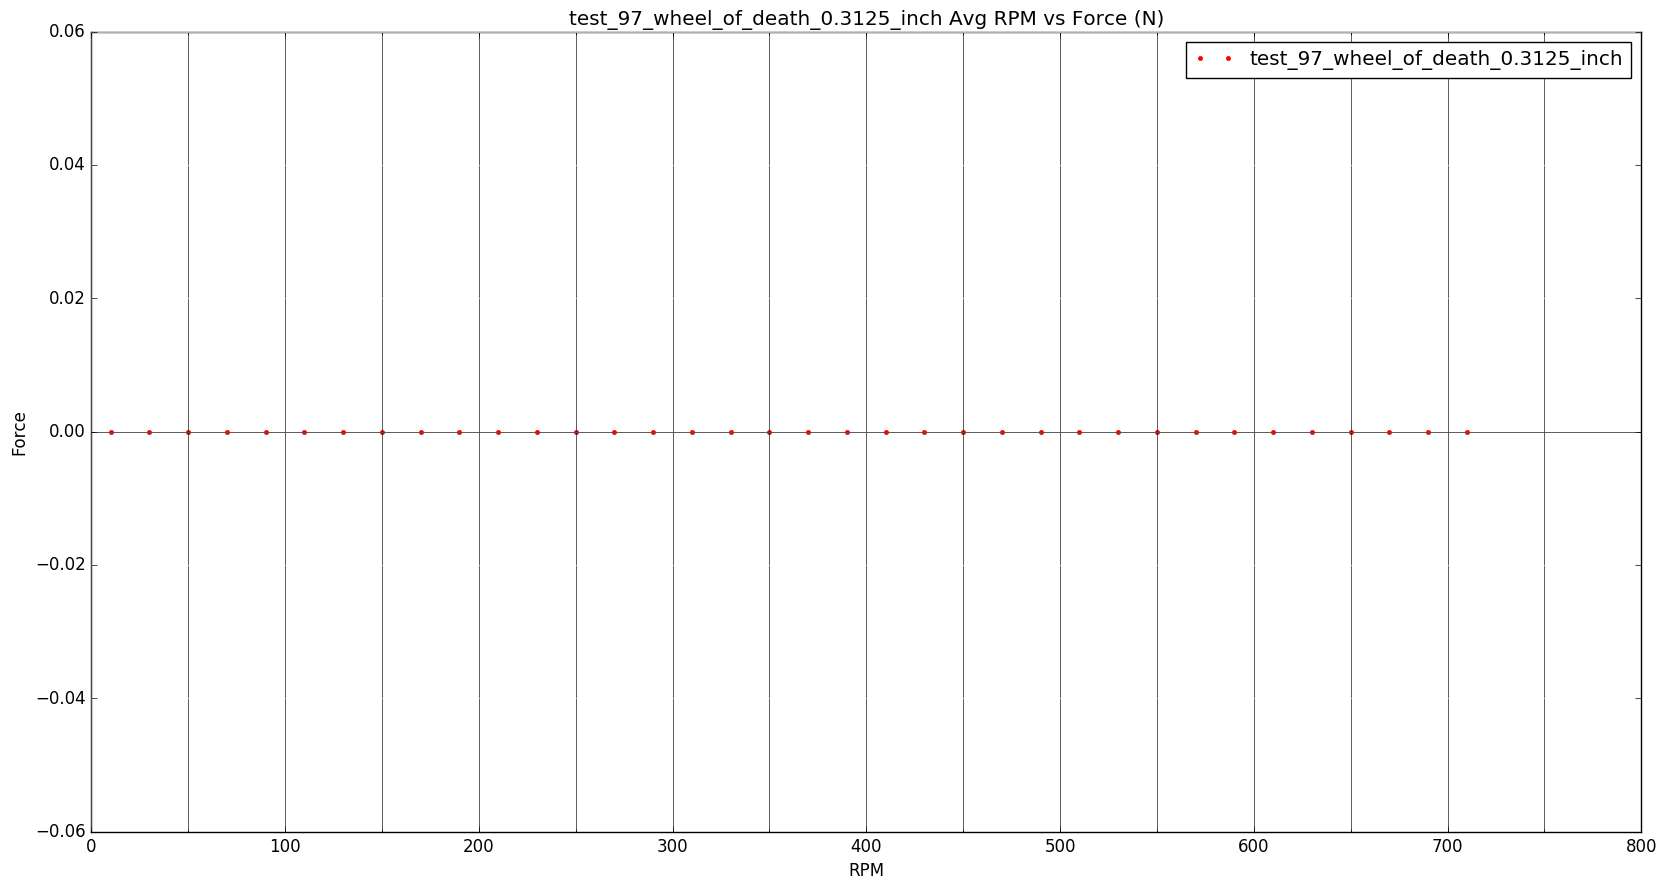 test_97_wheel_of_death_0.3125_inch Avg RPM vs Force (N)
test_97_wheel_of_death_0.3125_inch
0.06
0.04
0.02
0.00
−0.02
−0.04
−0.06
Force
0 100 200 300 400 500 600 700 800
RPM